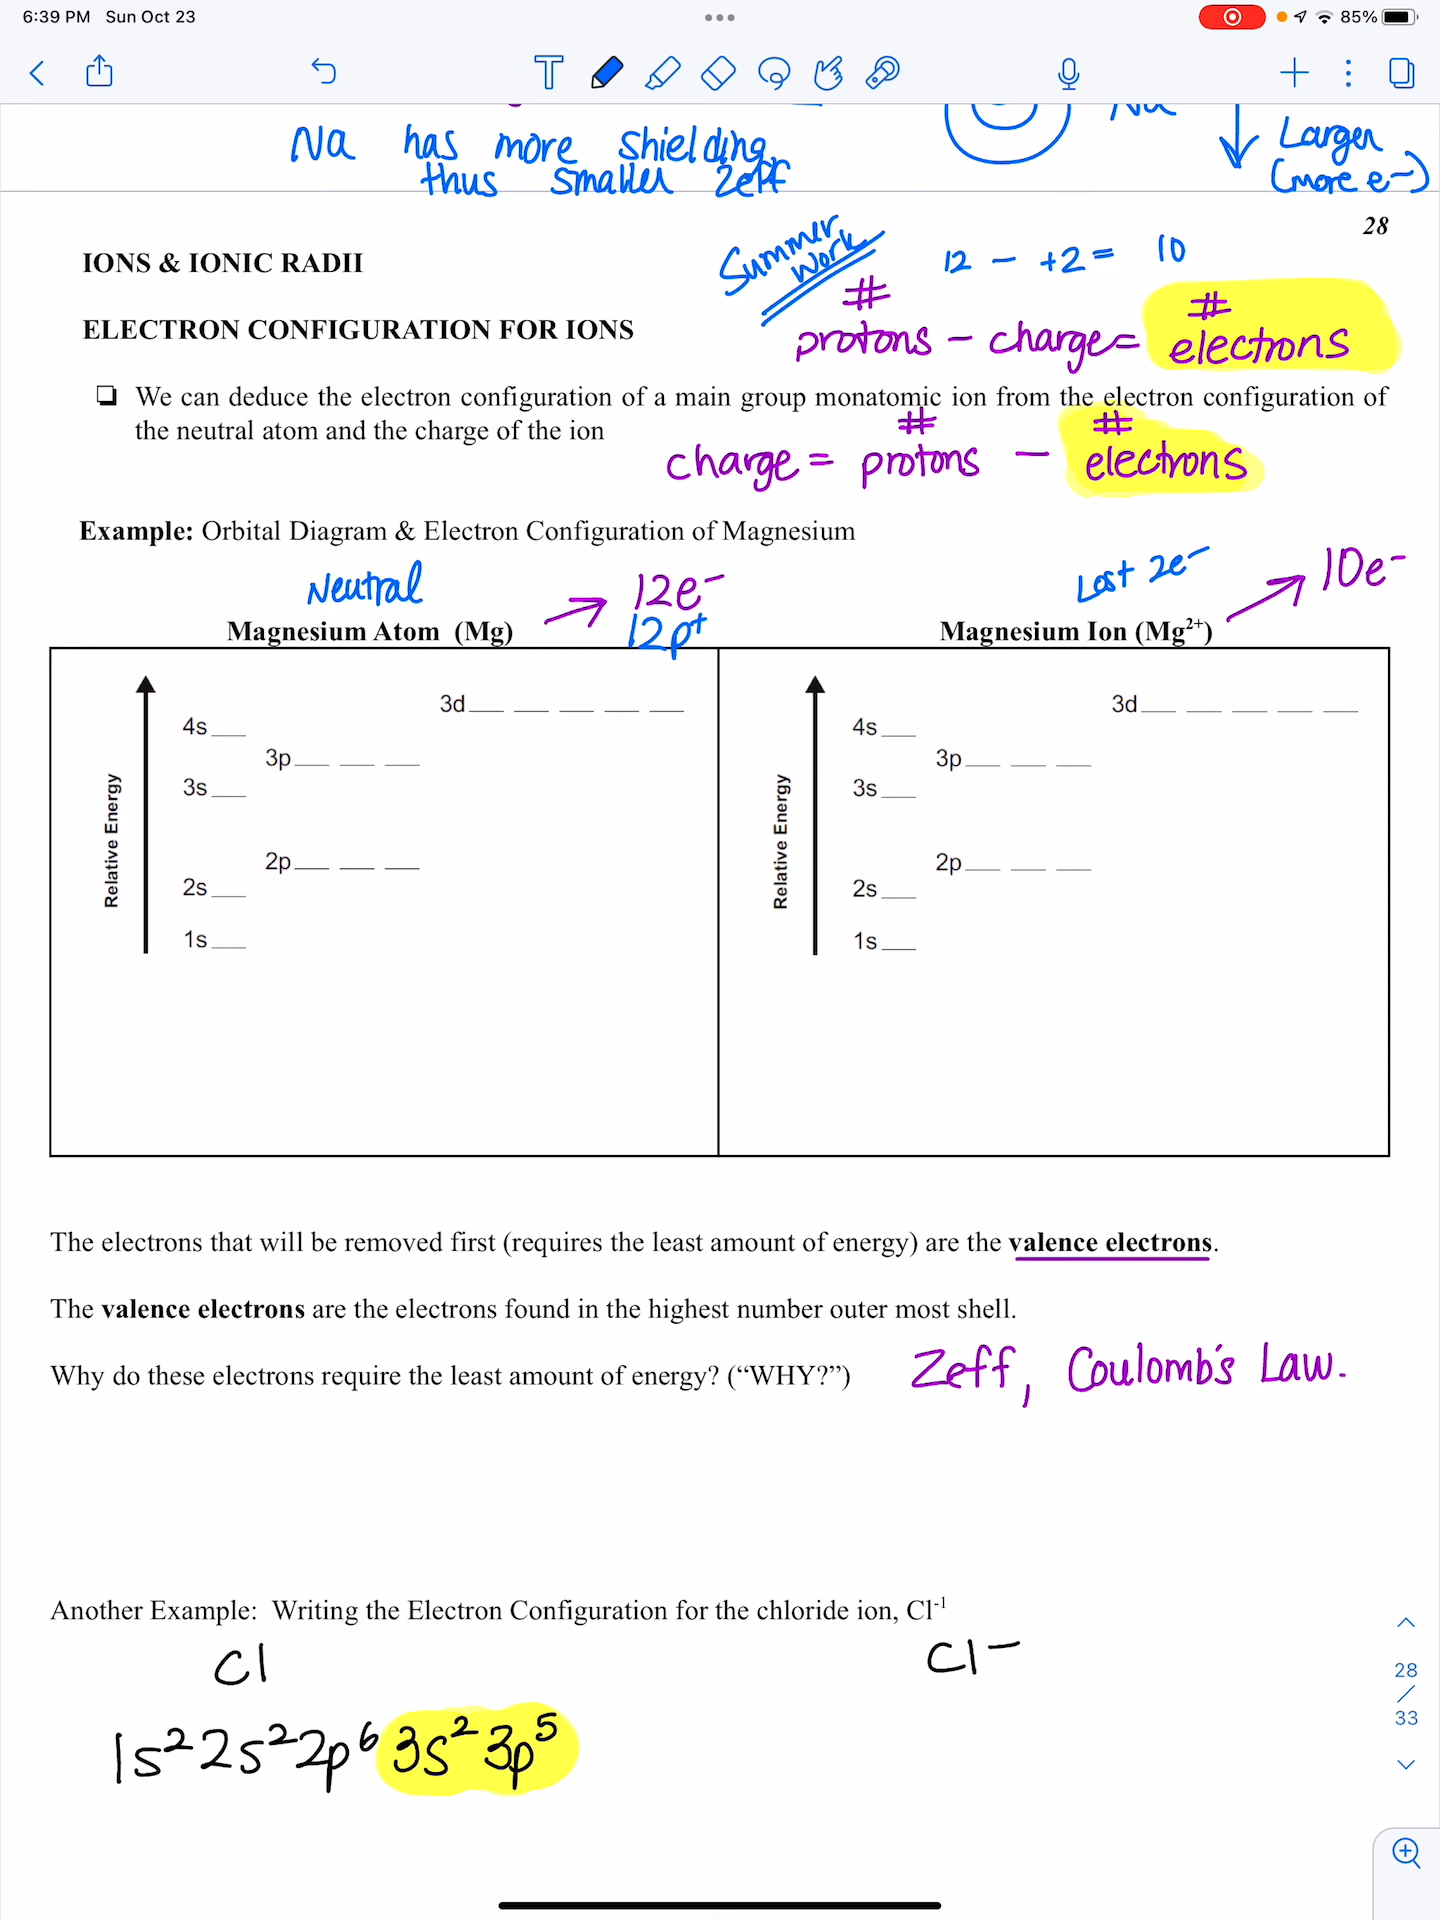 6:39 PM Sun Oct 23
85%
Na has more shielding,
thus smaller Zeff
Na
Larger
(more e-)
28
IONS & IONIC RADII
Summer
work
12 - +2 = 10
ELECTRON CONFIGURATION FOR IONS
# #
protons - charge = electrons
❏ We can deduce the electron configuration of a main group monatomic ion from the electron configuration of
the neutral atom and the charge of the ion
# #
charge = protons - electrons
Example: Orbital Diagram & Electron Configuration of Magnesium
Neutral
12e-
12p+
Lost 2e-
10e-
Magnesium Atom (Mg)
Magnesium Ion (Mg²⁺)
Relative Energy
3d
4s
3p
3s
2p
2s
1s
Relative Energy
3d
4s
3p
3s
2p
2s
1s
The electrons that will be removed first (requires the least amount of energy) are the valence electrons.
The valence electrons are the electrons found in the highest number outer most shell.
Why do these electrons require the least amount of energy? (“WHY?”)
Zeff, Coulomb's Law.
Another Example: Writing the Electron Configuration for the chloride ion, Cl⁻¹
Cl
Cl-
1s² 2s² 2p⁶ 3s² 3p⁵
28
/
33